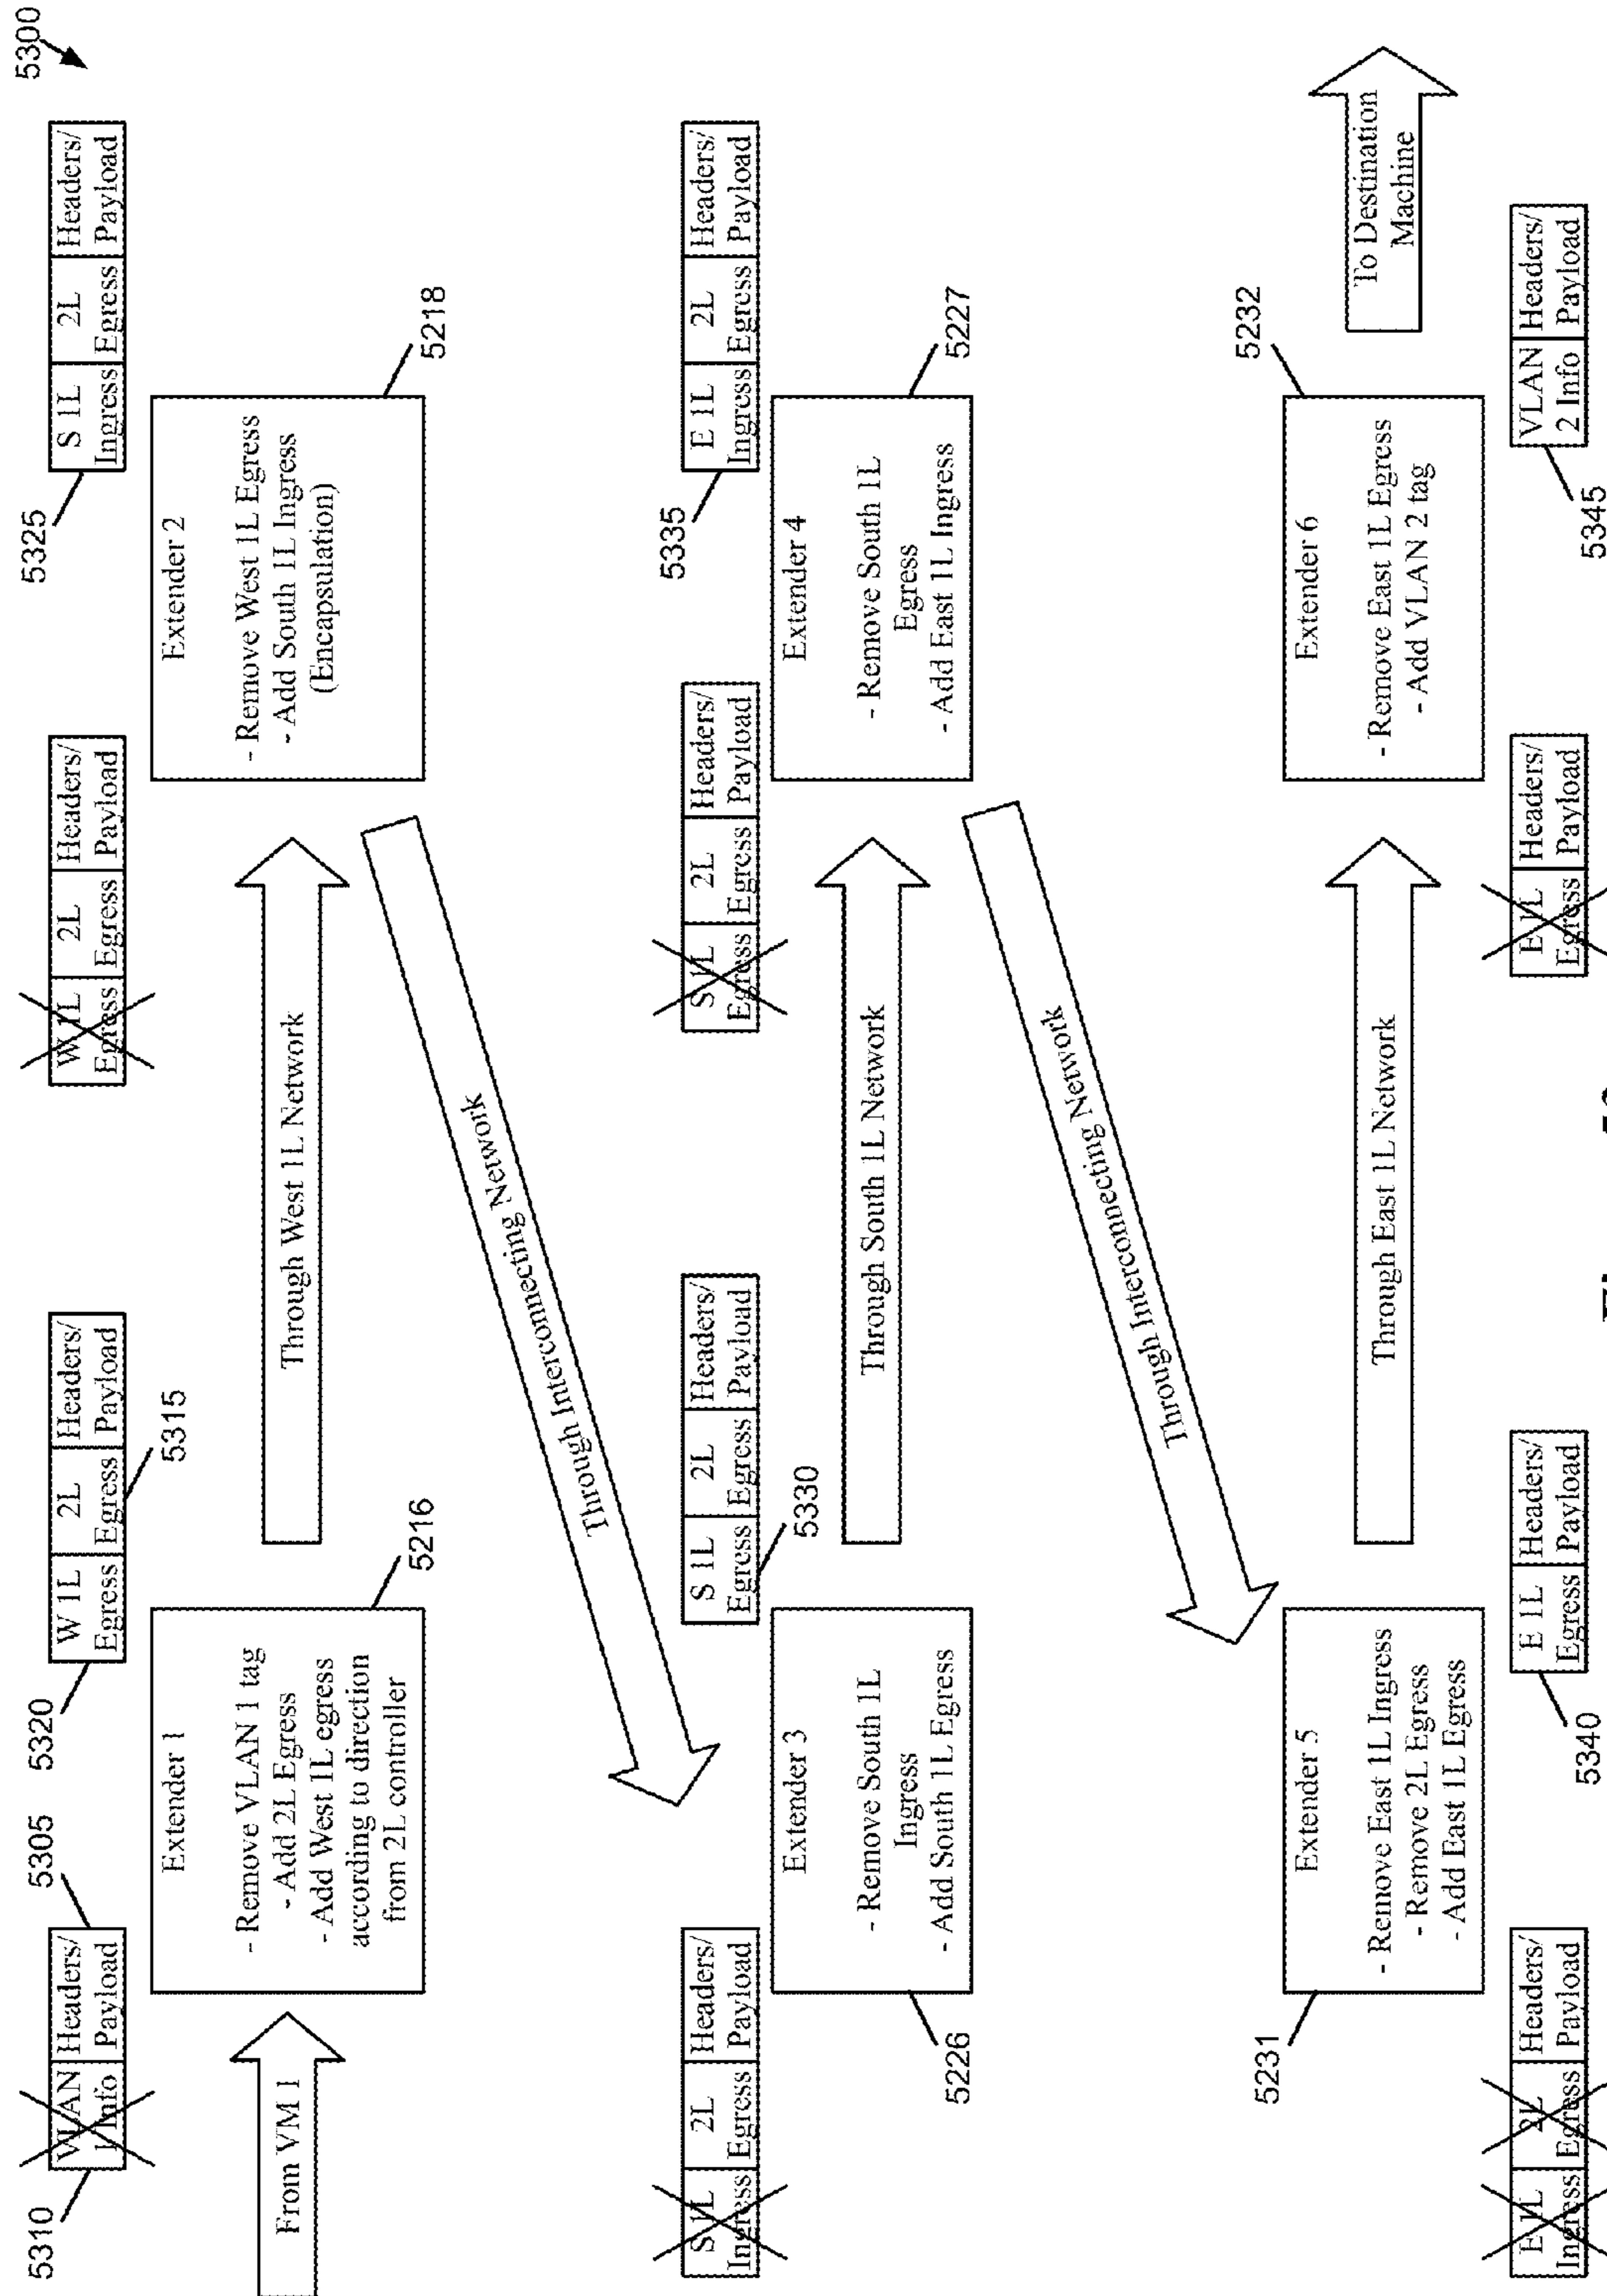 5300
5310
5305
5320
5315
5325
VLAN
1 Info
Headers/
Payload
W 1L
Egress
2L
Egress
Headers/
Payload
W 1L
Egress
2L
Egress
Headers/
Payload
S 1L
Ingress
2L
Egress
Headers/
Payload
From VM 1
Extender 1
- Remove VLAN 1 tag
- Add 2L Egress
- Add West 1L egress
according to direction
from 2L controller
5216
Through West 1L Network
Extender 2
- Remove West 1L Egress
- Add South 1L Ingress
(Encapsulation)
5218
Through Interconnecting Network
S 1L
Ingress
2L
Egress
Headers/
Payload
S 1L
Egress
2L
Egress
Headers/
Payload
5330
S 1L
Egress
2L
Egress
Headers/
Payload
5335
E 1L
Ingress
2L
Egress
Headers/
Payload
Extender 3
- Remove South 1L
Ingress
- Add South 1L Egress
5226
Through South 1L Network
Extender 4
- Remove South 1L
Egress
- Add East 1L Ingress
5227
Through Interconnecting Network
5231
Extender 5
- Remove East 1L Ingress
- Remove 2L Egress
- Add East 1L Egress
Through East 1L Network
5232
Extender 6
- Remove East 1L Egress
- Add VLAN 2 tag
To Destination
Machine
E 1L
Ingress
2L
Egress
Headers/
Payload
E 1L
Egress
Headers/
Payload
5340
E 1L
Egress
Headers/
Payload
VLAN
2 Info
Headers/
Payload
5345